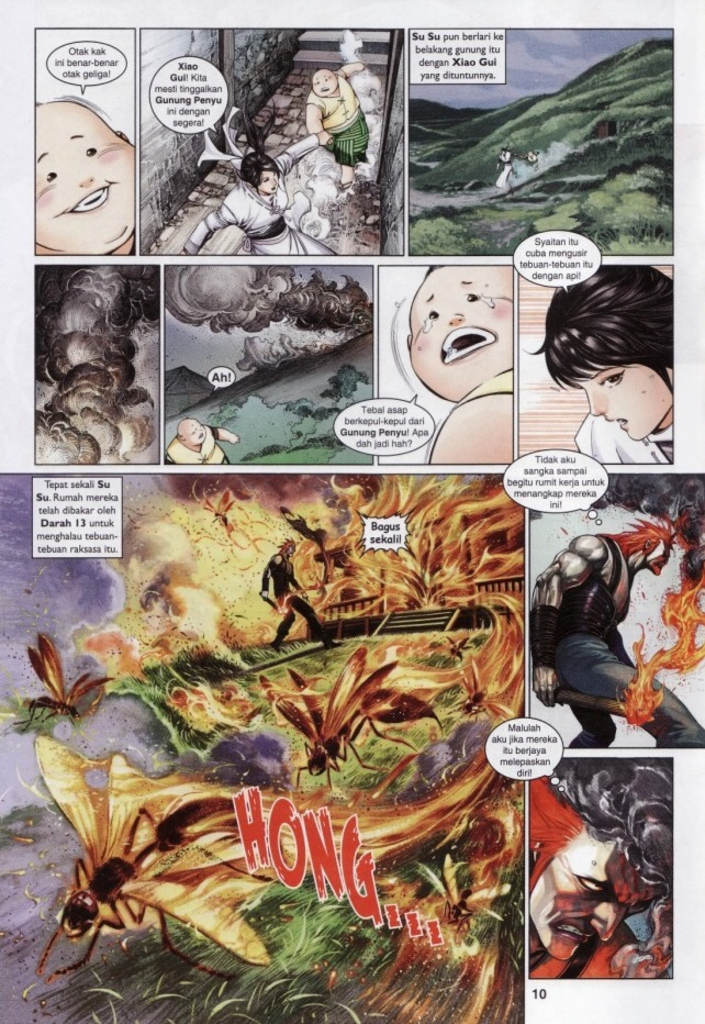 Otak kak
ini benar-benar
otak geliga!
Xiao
Gui! Kita
mesti tinggalkan
Gunung Penyu
ini dengan
segera!
Su Su pun berlari ke
belakang gunung itu
dengan Xiao Gui
yang dituntunnya.
Ah!
Tebal asap
berkepul-kepul dari
Gunung Penyu! Apa
dah jadi hah?
Syaitan itu
cuba mengusir
tebuan-tebuan itu
dengan api!
Tepat sekali Su
Su. Rumah mereka
telah dibakar oleh
Darah 13 untuk
menghalau tebuan-
tebuan raksasa itu.
Bagus
sekali!
Tidak aku
sangka sampai
begitu rumit kerja untuk
menangkap mereka
ini!
HONGzzz
Malulah
aku jika mereka
itu berjaya
melepaskan
diri!
10